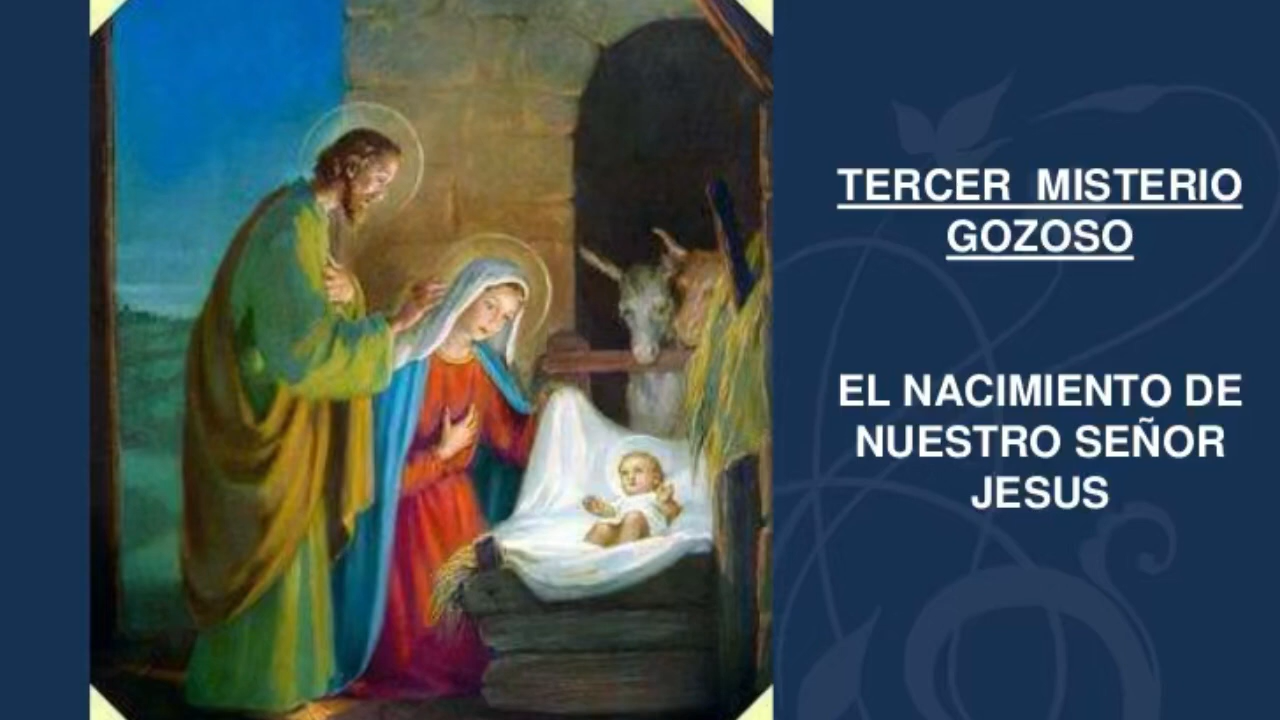 TERCER MISTERIO
GOZOSO
EL NACIMIENTO DE
NUESTRO SEÑOR
JESUS